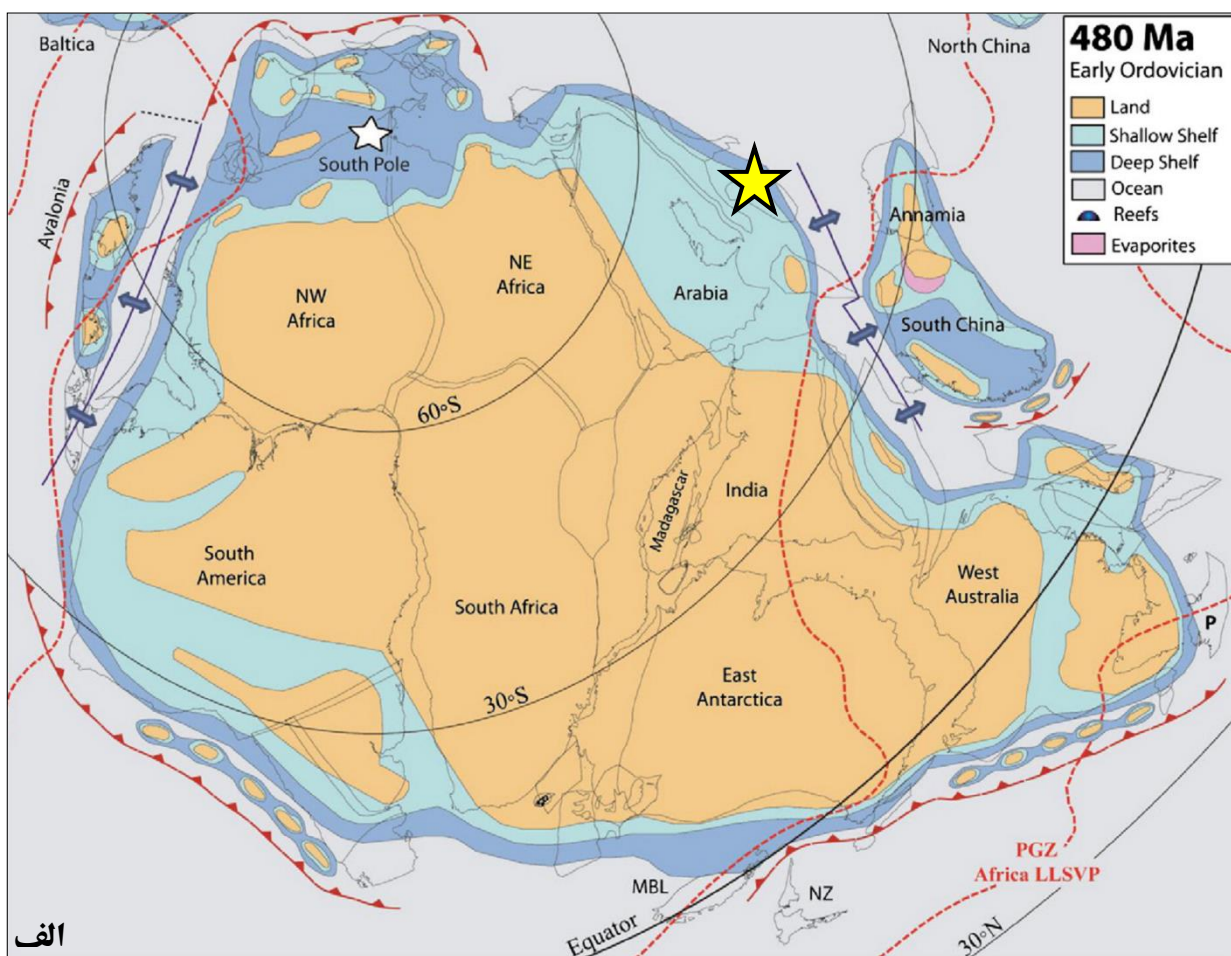 Baltica
North China
480 Ma
Early Ordovician
Land
Shallow Shelf
Deep Shelf
Ocean
Reefs
Evaporites
South Pole
Avalonia
Annamia
NE
Africa
NW
Africa
Arabia
South China
60°S
Madagascar
India
South
America
South Africa
West
Australia
P
East
Antarctica
30°S
PGZ
Africa LLSVP
MBL
NZ
Equator
30°N
الف